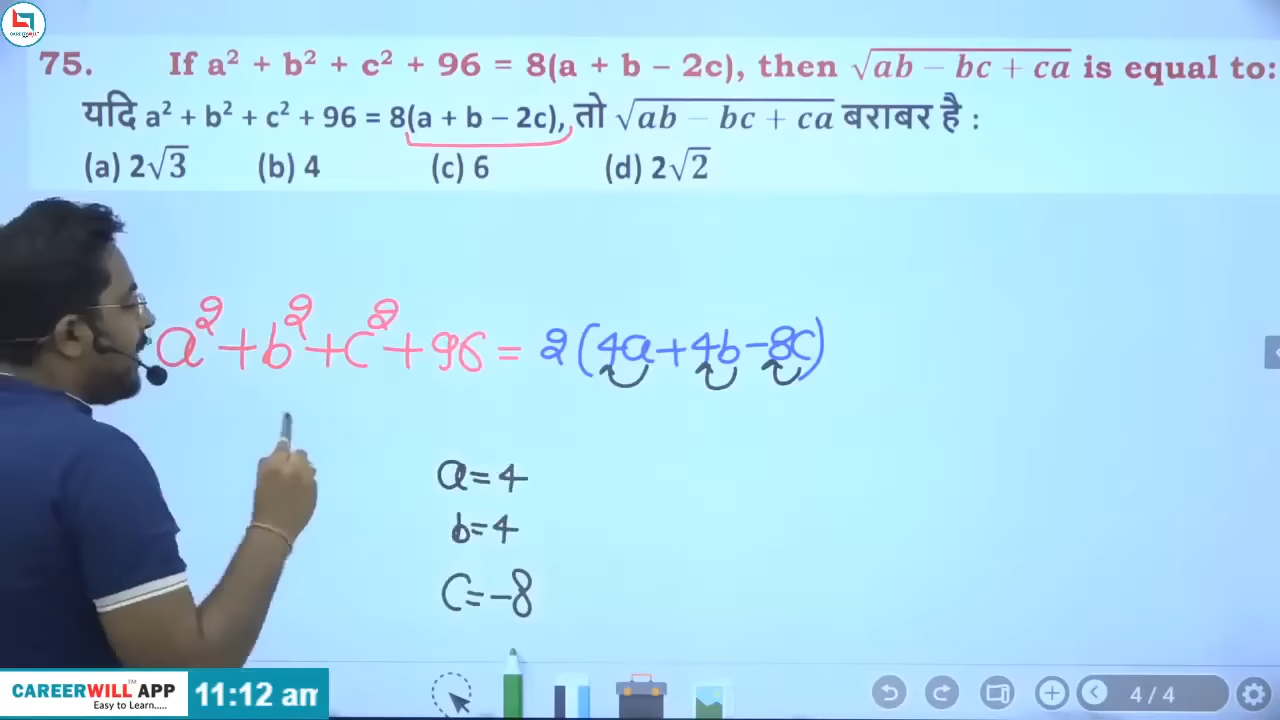 CAREERWILL
75. If a² + b² + c² + 96 = 8(a + b − 2c), then √(ab − bc + ca) is equal to:
यदि a² + b² + c² + 96 = 8(a + b − 2c), तो √(ab − bc + ca) बराबर है :
(a) 2√3 (b) 4 (c) 6 (d) 2√2
a² + b² + c² + 96 = 2(4a + 4b − 8c)
a = 4
b = 4
c = −8
CAREERWILL™ APP
Easy to Learn.....
11:12 am
4 / 4